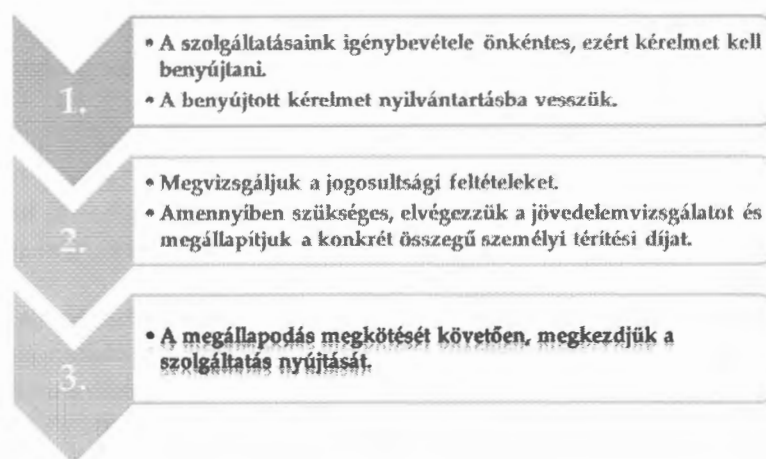 1.
• A szolgáltatásaink igénybevétele önkéntes, ezért kérelmet kell
benyújtani.
• A benyújtott kérelmet nyilvántartásba vesszük.
2.
• Megvizsgáljuk a jogosultsági feltételeket.
• Amennyiben szükséges, elvégezzük a jövedelemvizsgálatot és
megállapítjuk a konkrét összegű személyi térítési díjat.
3.
• A megállapodás megkötését követően, megkezdjük a
szolgáltatás nyújtását.